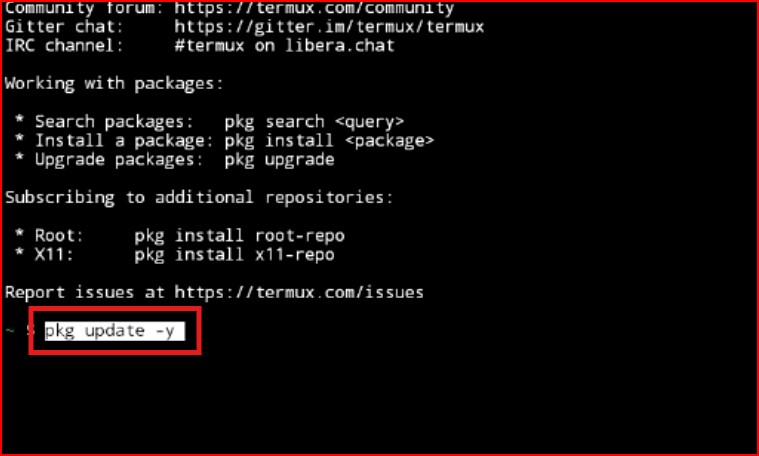 Community forum: https://termux.com/community
Gitter chat:     https://gitter.im/termux/termux
IRC channel:     #termux on libera.chat
Working with packages:
* Search packages:   pkg search <query>
* Install a package: pkg install <package>
* Upgrade packages:  pkg upgrade
Subscribing to additional repositories:
* Root:     pkg install root-repo
* X11:      pkg install x11-repo
Report issues at https://termux.com/issues
~ $ pkg update -y